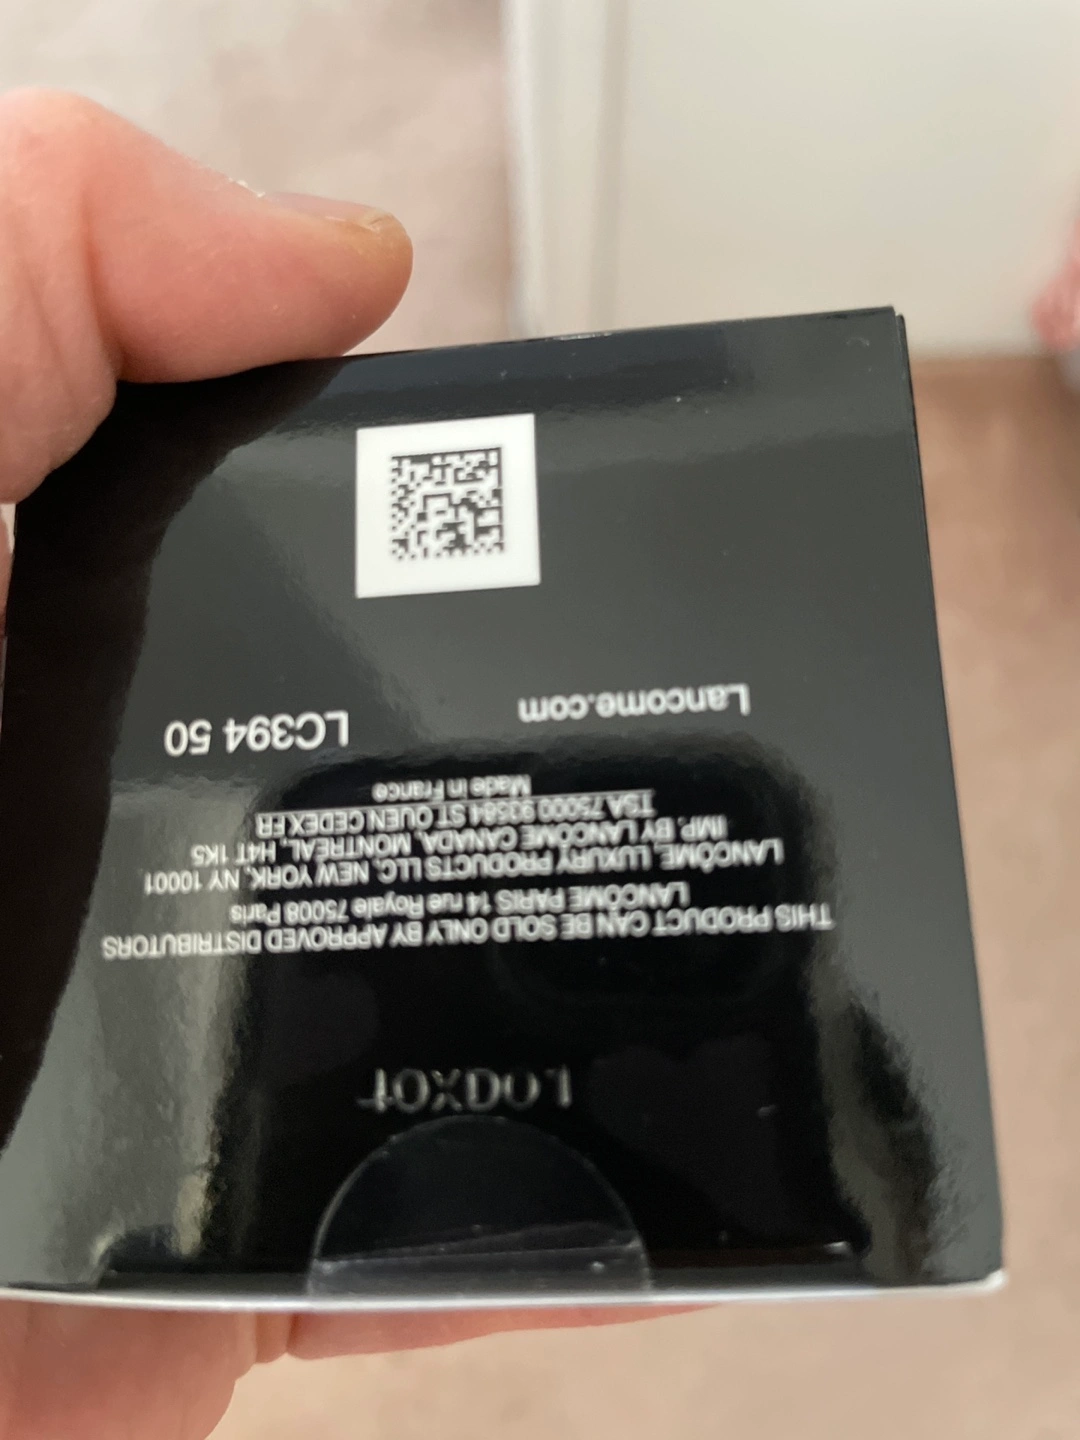 THIS PRODUCT CAN BE SOLD ONLY BY APPROVED DISTRIBUTORS
LANCÔME PARIS 14 rue Royale 75008 Paris
LANCÔME, LUXURY PRODUCTS LLC, NEW YORK, NY 10001
IMP. BY LANCÔME CANADA, MONTRÉAL, H4T 1K5
TSA 75000 93584 ST OUEN CEDEX FR
Made in France
Lancome.com LC394 50